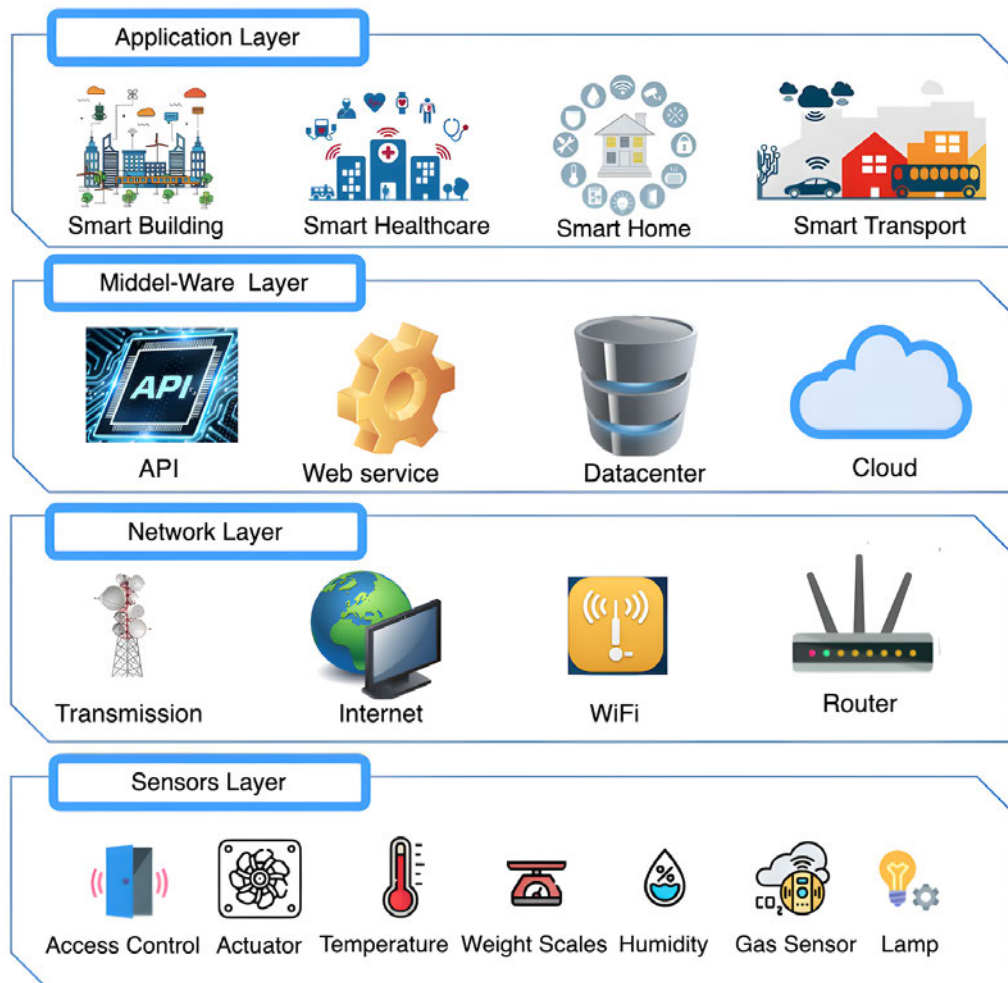 Application Layer
Smart Building
Smart Healthcare
Smart Home
Smart Transport
Middel-Ware Layer
API
API
Web service
Datacenter
Cloud
Network Layer
Transmission
Internet
WiFi
Router
Sensors Layer
%
CO₂
Access Control
Actuator
Temperature
Weight Scales
Humidity
Gas Sensor
Lamp